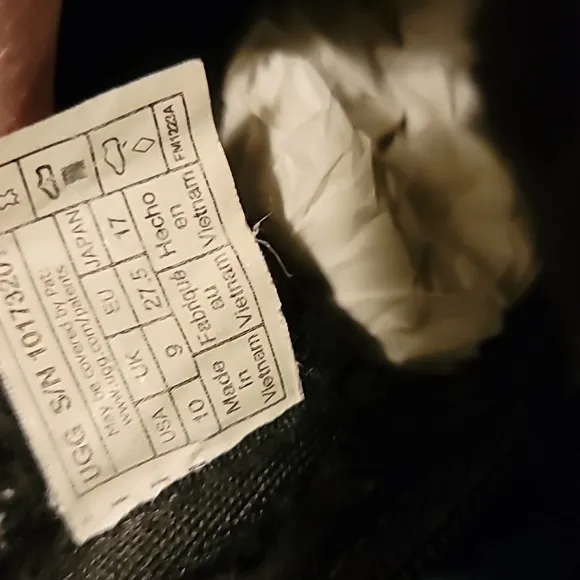 UGG S/N 1017320
May be covered by Pat:
www.ugg.com/patents
USA UK EU JAPAN
10 9 27.5 17
Made In Vietnam
Fabriqué au Vietnam
Hecho en Vietnam
FM1223A